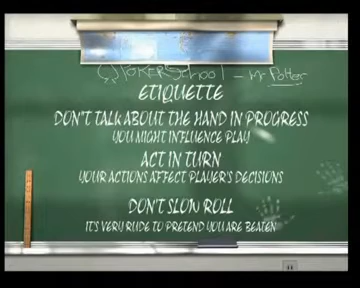 PokerSchool - Mr Potter
ETIQUETTE
DON'T TALK ABOUT THE HAND IN PROGRESS
YOU MIGHT INFLUENCE PLAY
ACT IN TURN
YOUR ACTIONS AFFECT PLAYER'S DECISIONS
DON'T SLOW ROLL
IT'S VERY RUDE TO PRETEND YOU ARE BEATEN